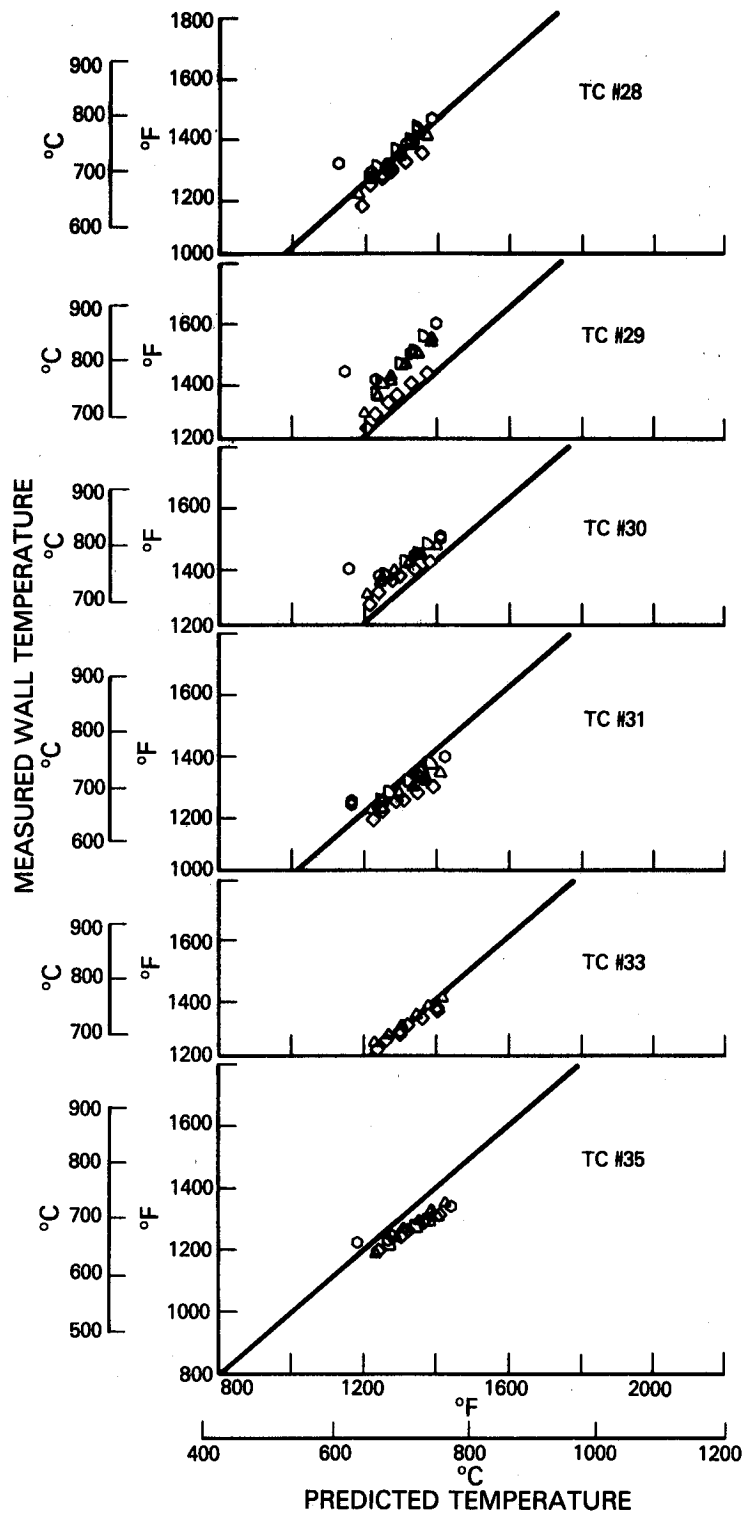 MEASURED WALL TEMPERATURE
1800
900
1600
TC #28
°C
800
°F
1400
700
1200
600
1000
900
1600
TC #29
°C
800
°F
1400
700
1200
900
1600
TC #30
°C
800
°F
1400
700
1200
900
1600
TC #31
°C
800
°F
1400
700
1200
600
1000
900
1600
TC #33
°C
800
°F
1400
700
1200
900
1600
TC #35
°C
800
°F
1400
700
1200
600
1000
500
800
800 1200 1600 2000
°F
400 600 800 1000 1200
°C
PREDICTED TEMPERATURE